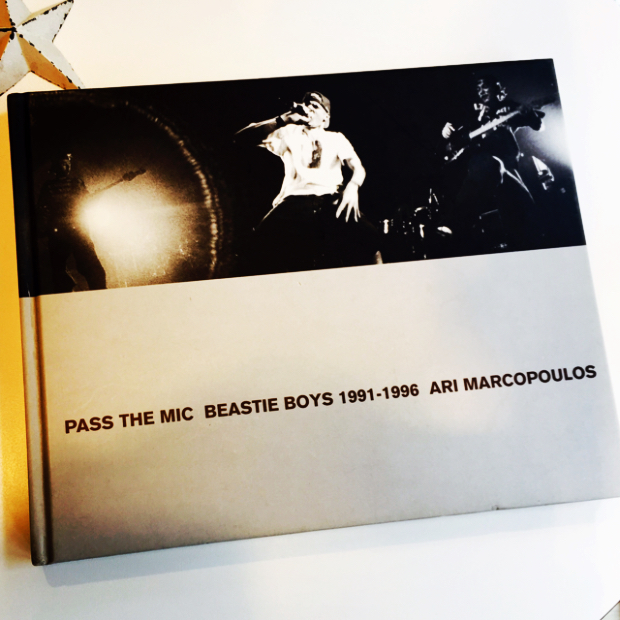 PASS THE MIC BEASTIE BOYS 1991-1996 ARI MARCOPOULOS